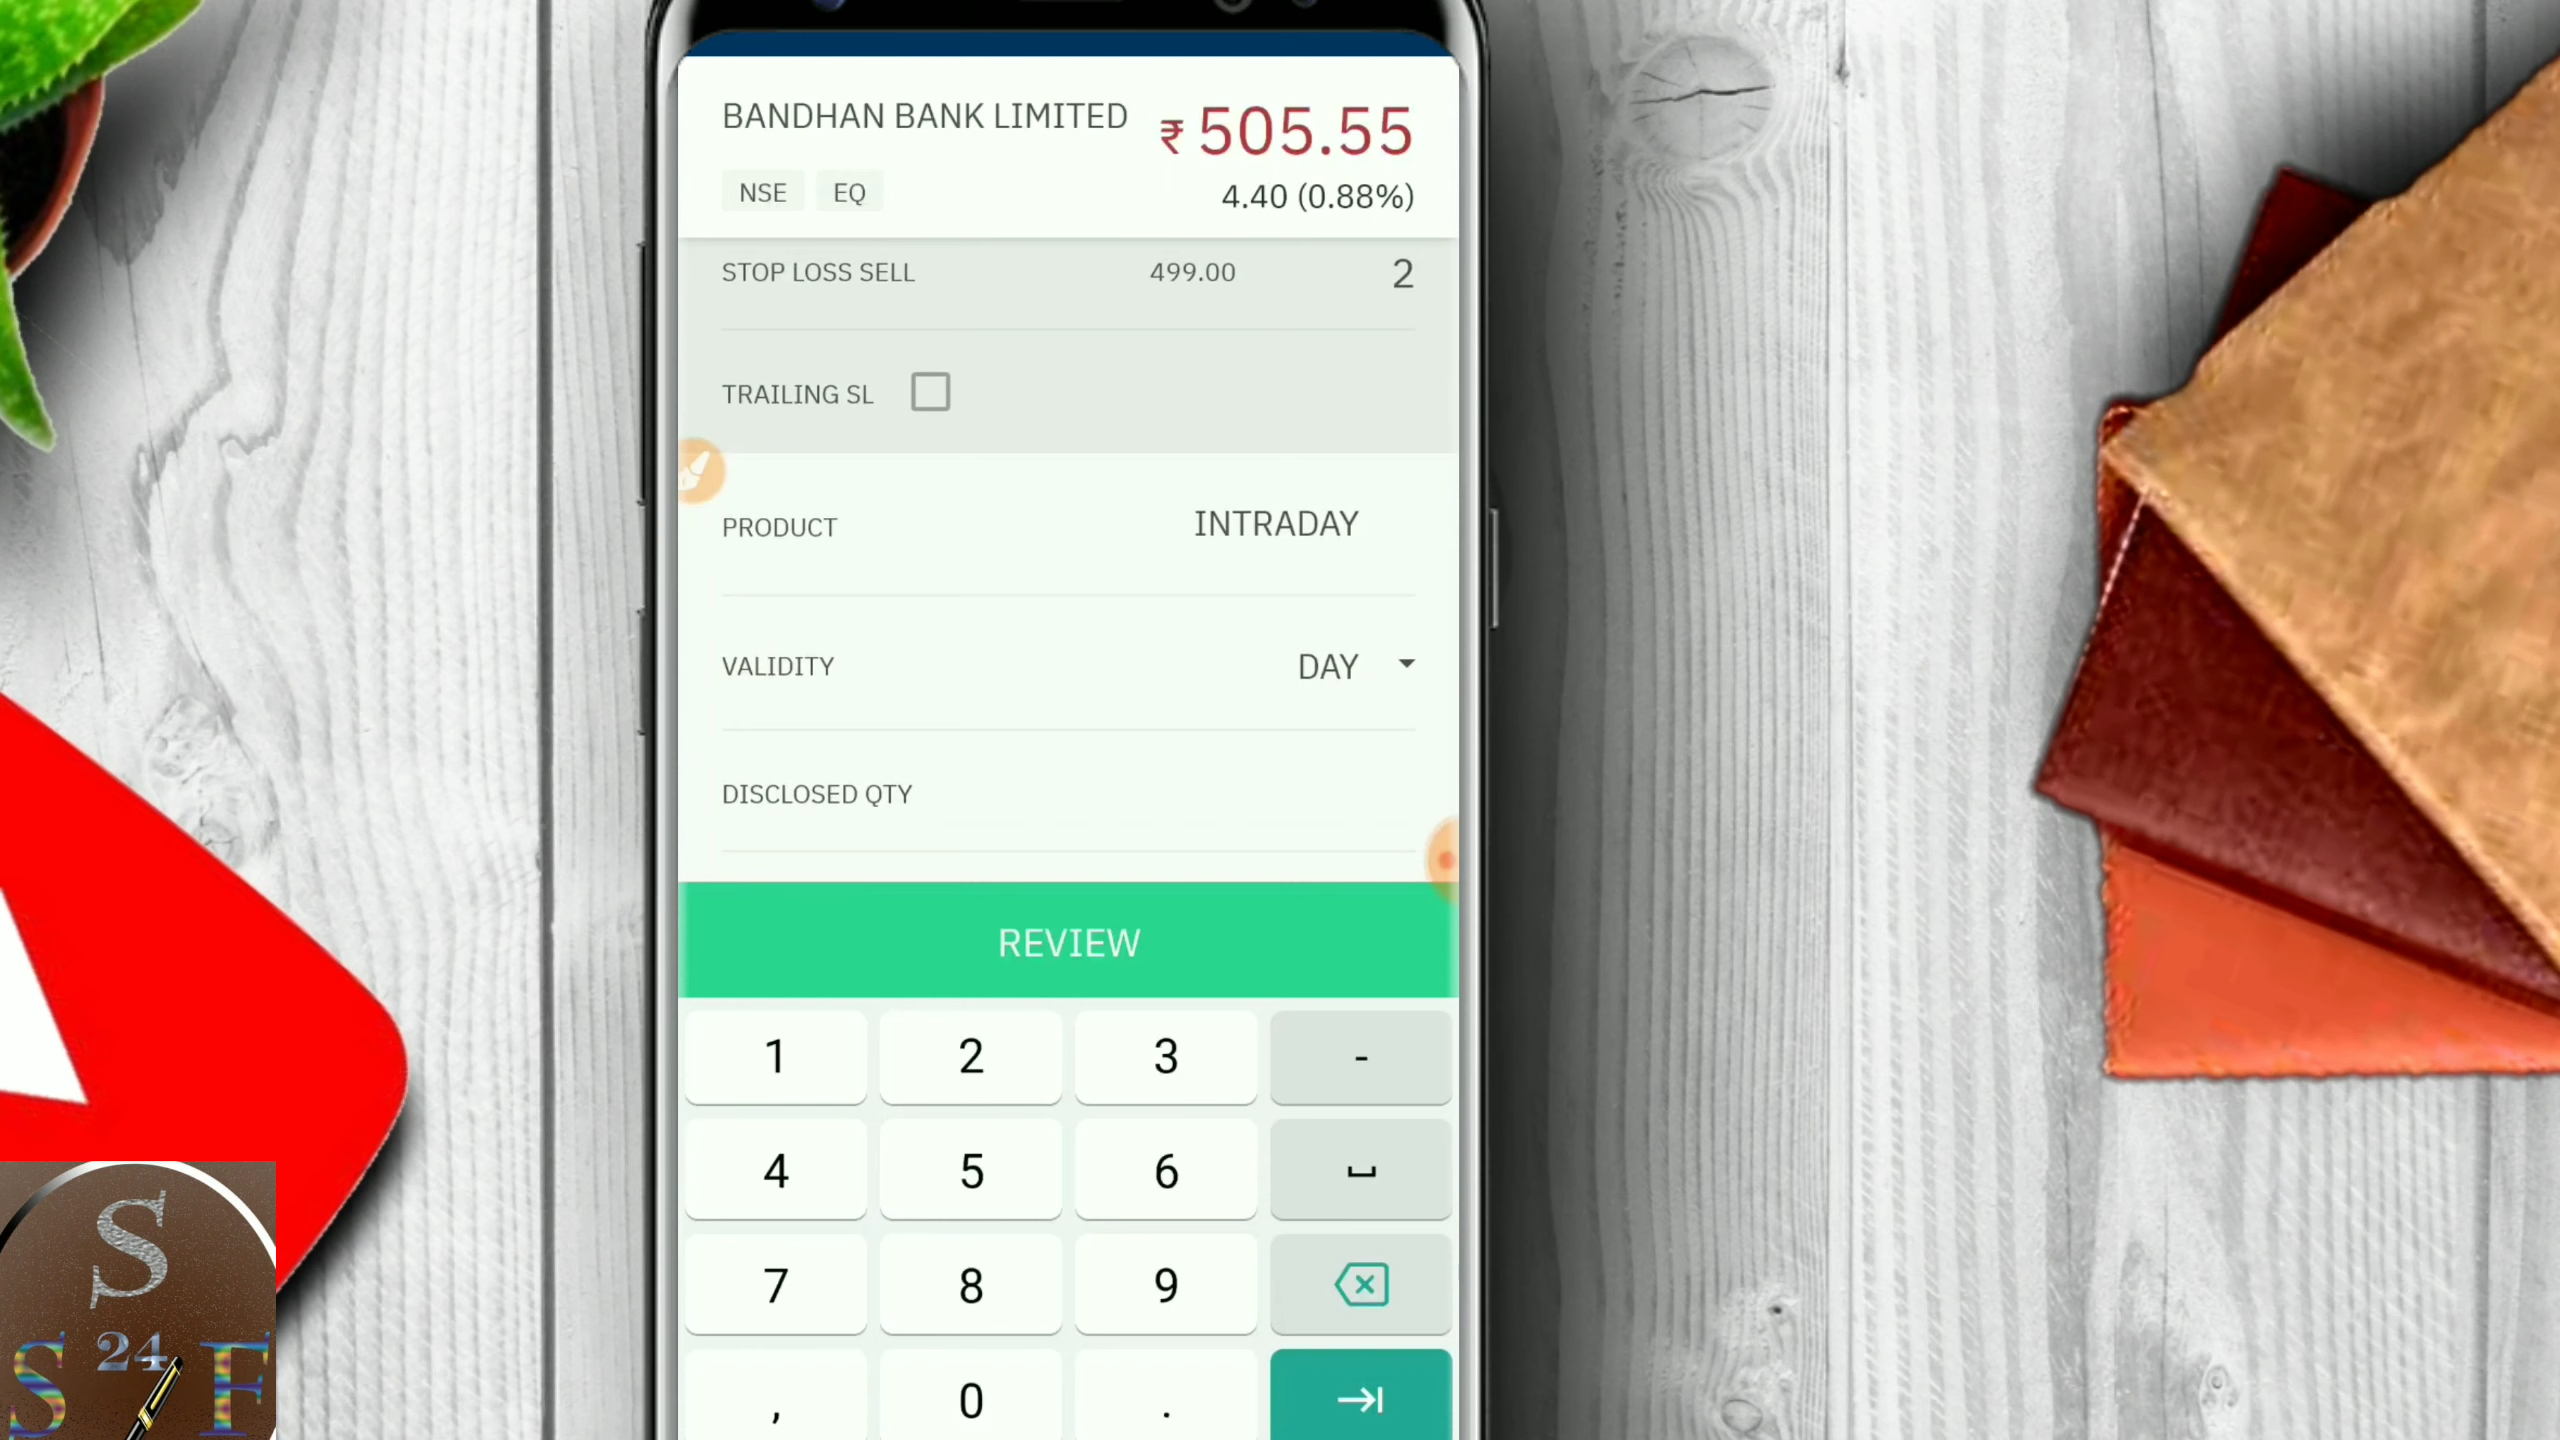 BANDHAN BANK LIMITED ₹ 505.55
NSE EQ 4.40 (0.88%)
STOP LOSS SELL 499.00 2
TRAILING SL
PRODUCT INTRADAY
VALIDITY DAY
DISCLOSED QTY
REVIEW
1 2 3 -
4 5 6
7 8 9
, 0 .
S
24
S F